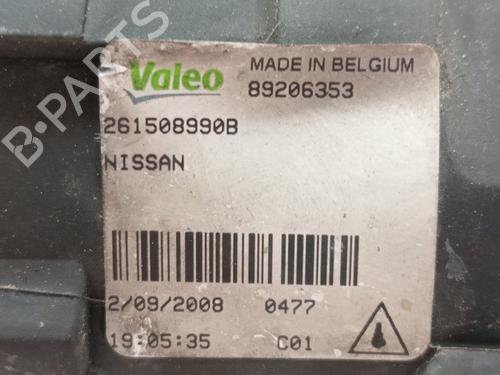 Valeo
MADE IN BELGIUM
89206353
261508990B
NISSAN
2/09/2008 0477
19:05:35 C01
B-PARTS